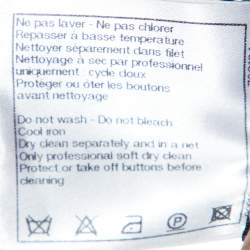 Ne pas laver - Ne pas chlorer
Repasser à basse temperature
Nettoyer séparement dans filet
Nettoyage à sec par professionnel
uniquement : cycle doux
Protéger ou ôter les boutons
avant nettoyage
Do not wash - Do not bleach
Cool iron
Dry clean separately and in a net
Only professional soft dry clean
Protect or take off buttons before
cleaning
P